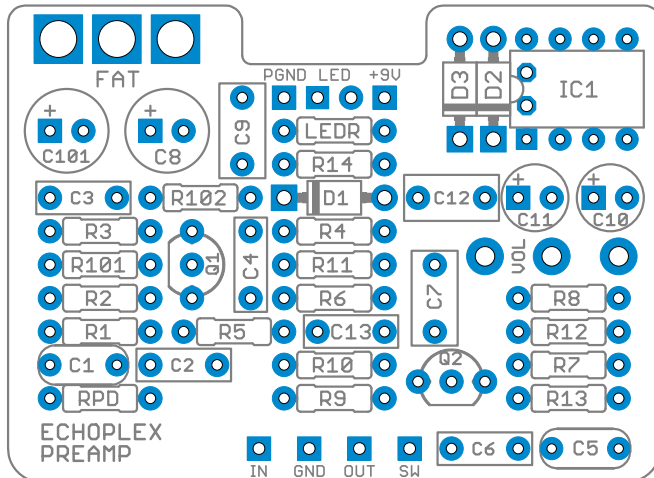 FAT
PGND LED +9V
D3
D2
IC1
+
C101
+
C8
C9
LEDR
R14
C3
R102
D1
C12
+
C11
+
C10
R3
Q1
C4
R4
VOL
R101
R11
C7
R2
R6
R8
R1
R5
C13
R12
C1
C2
R10
Q2
R7
RPD
R9
R13
ECHOPLEX
PREAMP
IN GND OUT SW
C6
C5